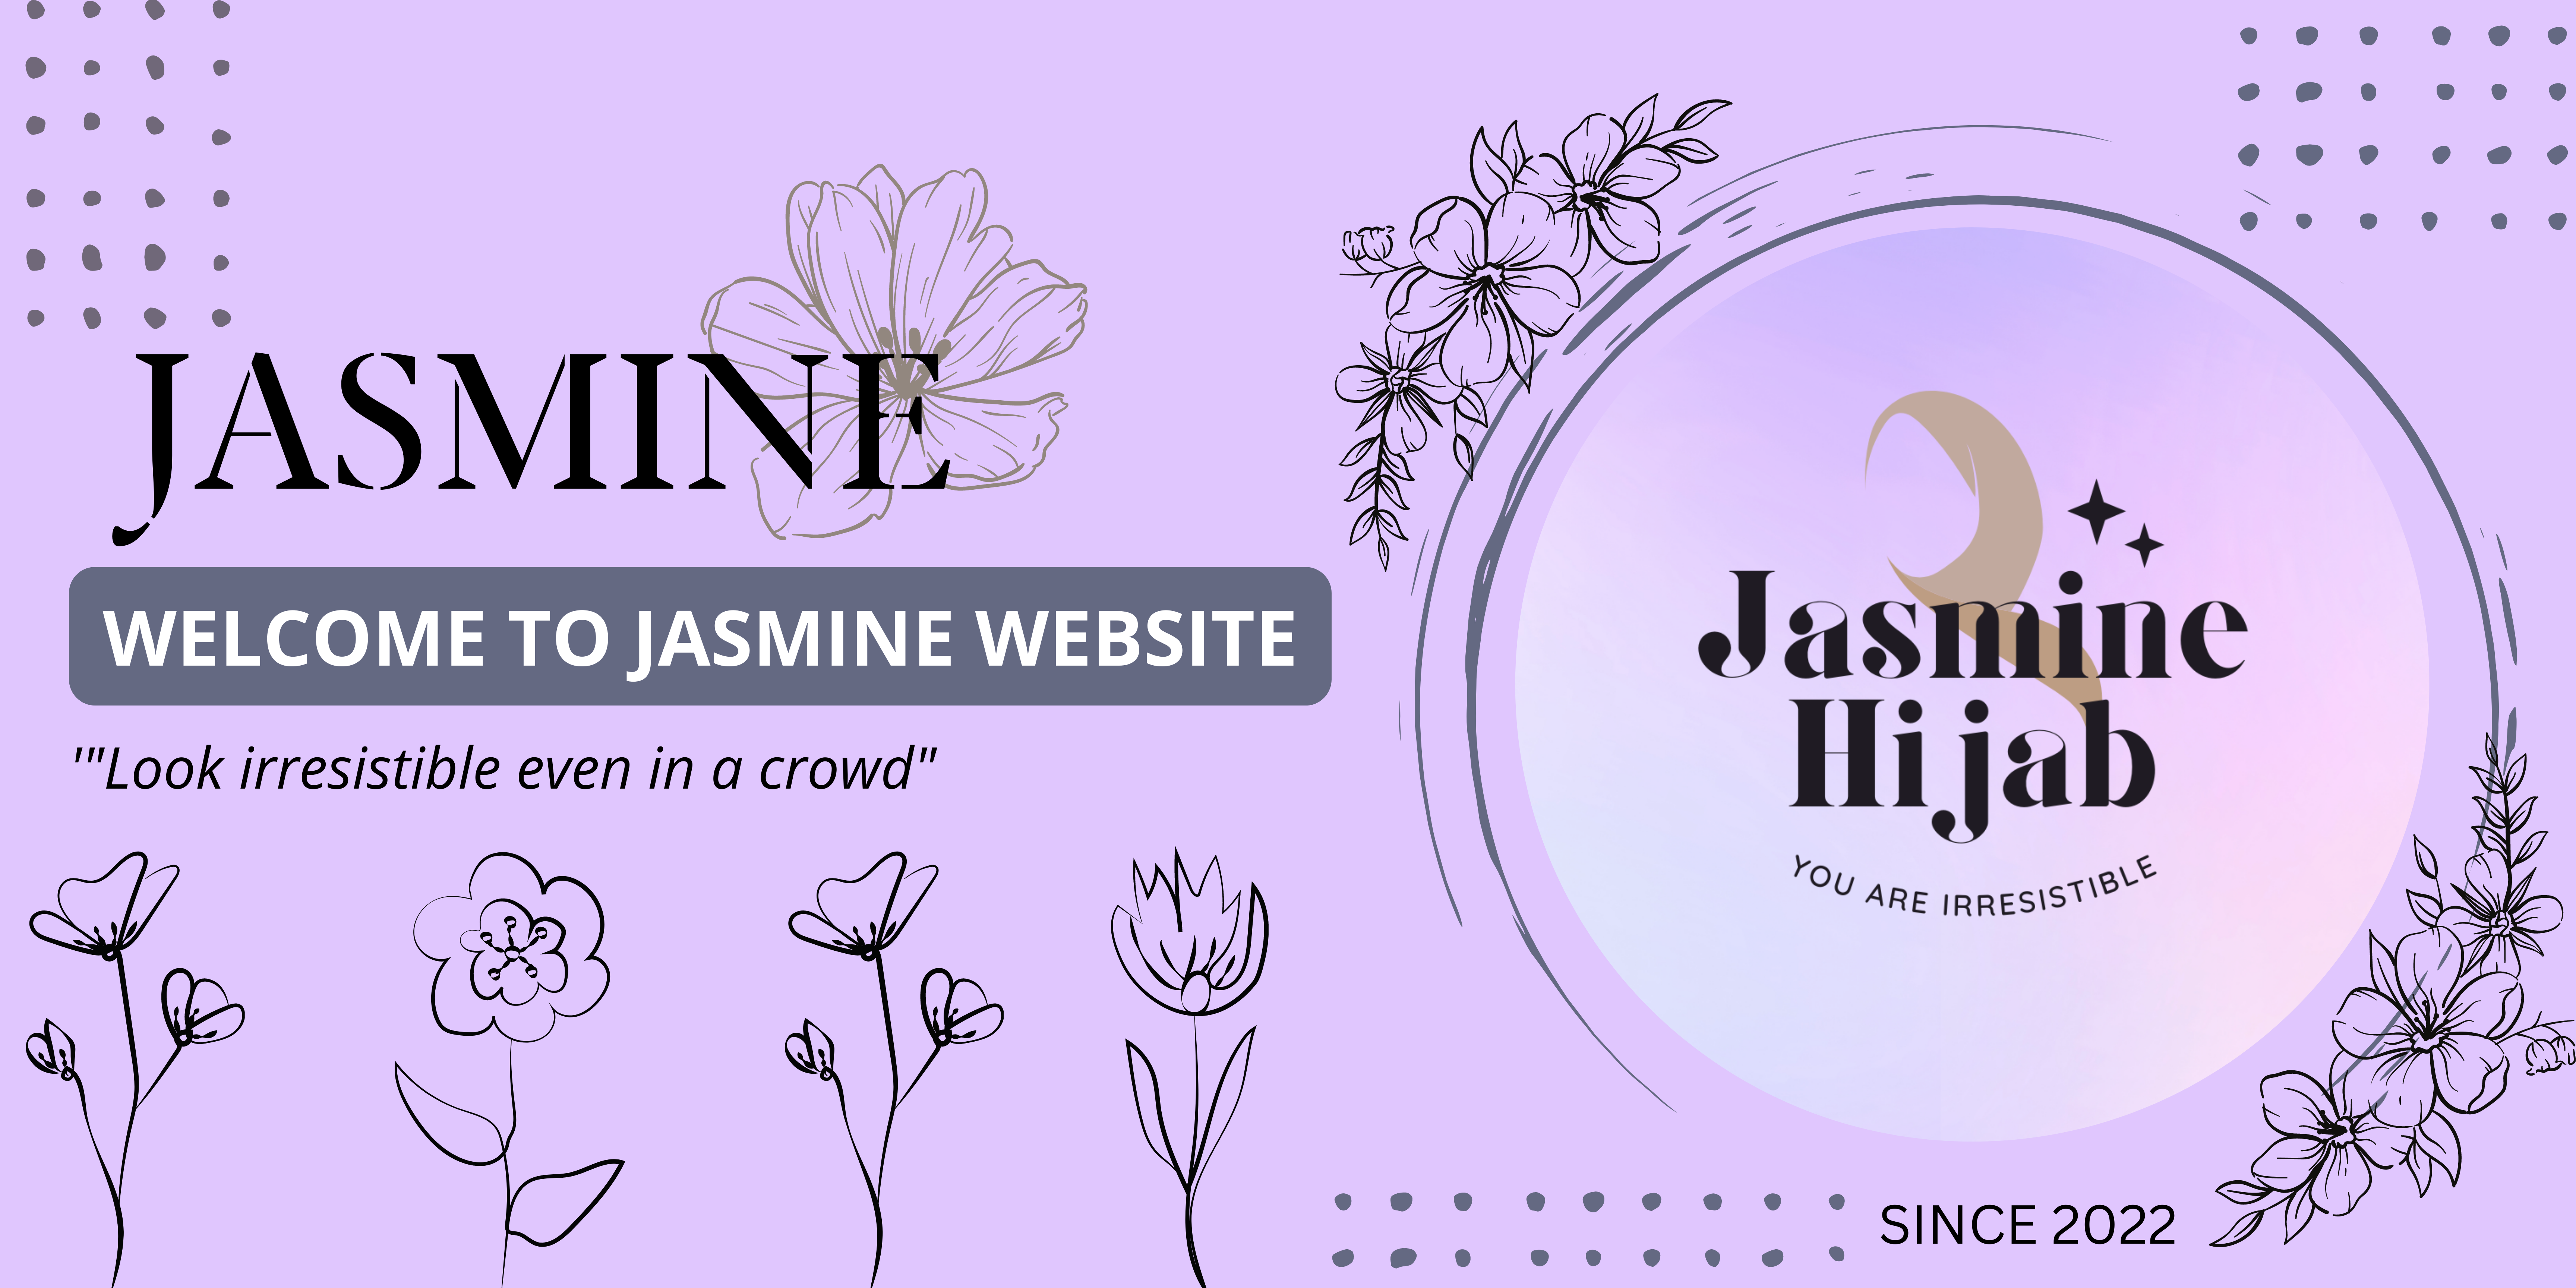 JASMINE
WELCOME TO JASMINE WEBSITE
'"Look irresistible even in a crowd"
Jasmine
Hijab
YOU ARE IRRESISTIBLE
SINCE 2022